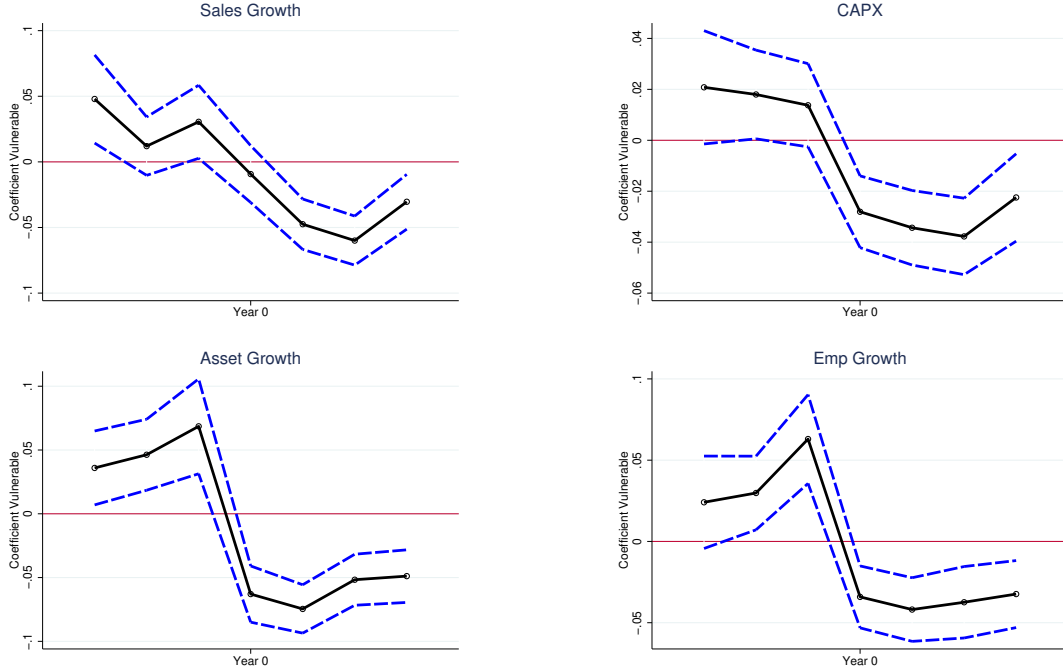 Sales Growth
Coefficient Vulnerable
.1
.05
0
-.05
-.1
Year 0
CAPX
Coefficient Vulnerable
.04
.02
0
-.02
-.04
-.06
Year 0
Asset Growth
Coefficient Vulnerable
.1
.05
0
-.05
-.1
Year 0
Emp Growth
Coefficient Vulnerable
.1
.05
0
-.05
Year 0